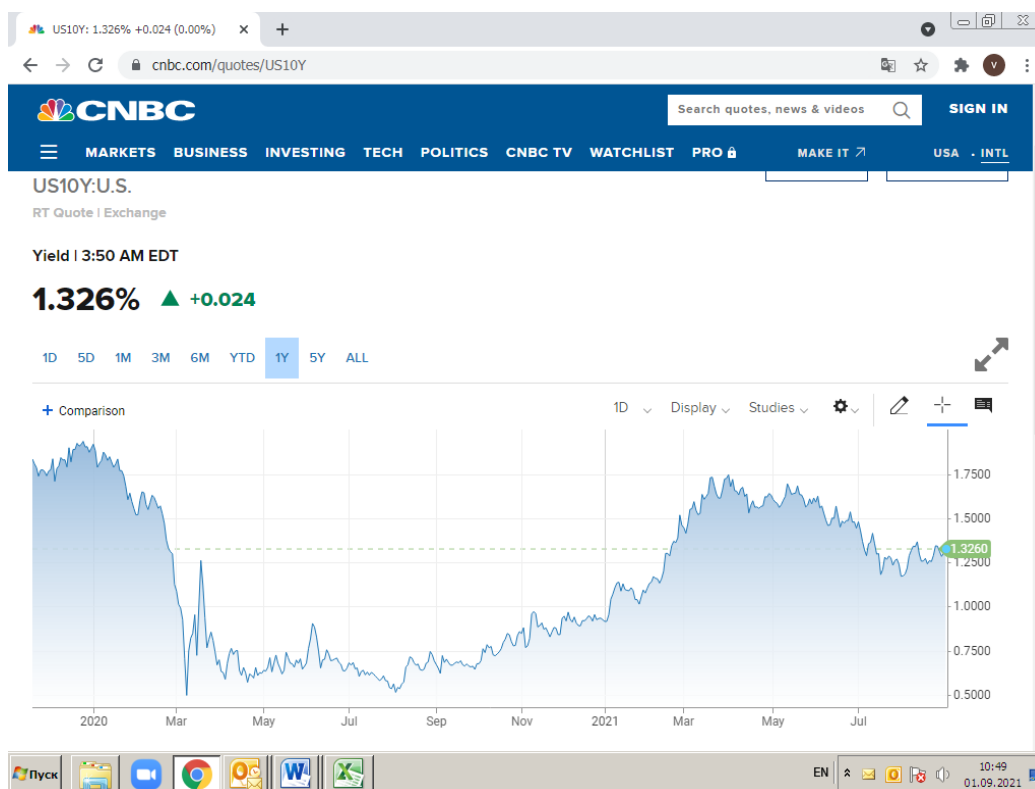 US10Y: 1.326% +0.024 (0.00%)
cnbc.com/quotes/US10Y
V
CNBC
Search quotes, news & videos
SIGN IN
MARKETS BUSINESS INVESTING TECH POLITICS CNBC TV WATCHLIST PRO MAKE IT USA · INTL
US10Y:U.S.
RT Quote | Exchange
Yield | 3:50 AM EDT
1.326% +0.024
1D 5D 1M 3M 6M YTD 1Y 5Y ALL
+ Comparison 1D Display Studies
1.7500
1.5000
1.3260
1.2500
1.0000
0.7500
0.5000
2020 Mar May Jul Sep Nov 2021 Mar May Jul
Пуск
EN
10:49
01.09.2021